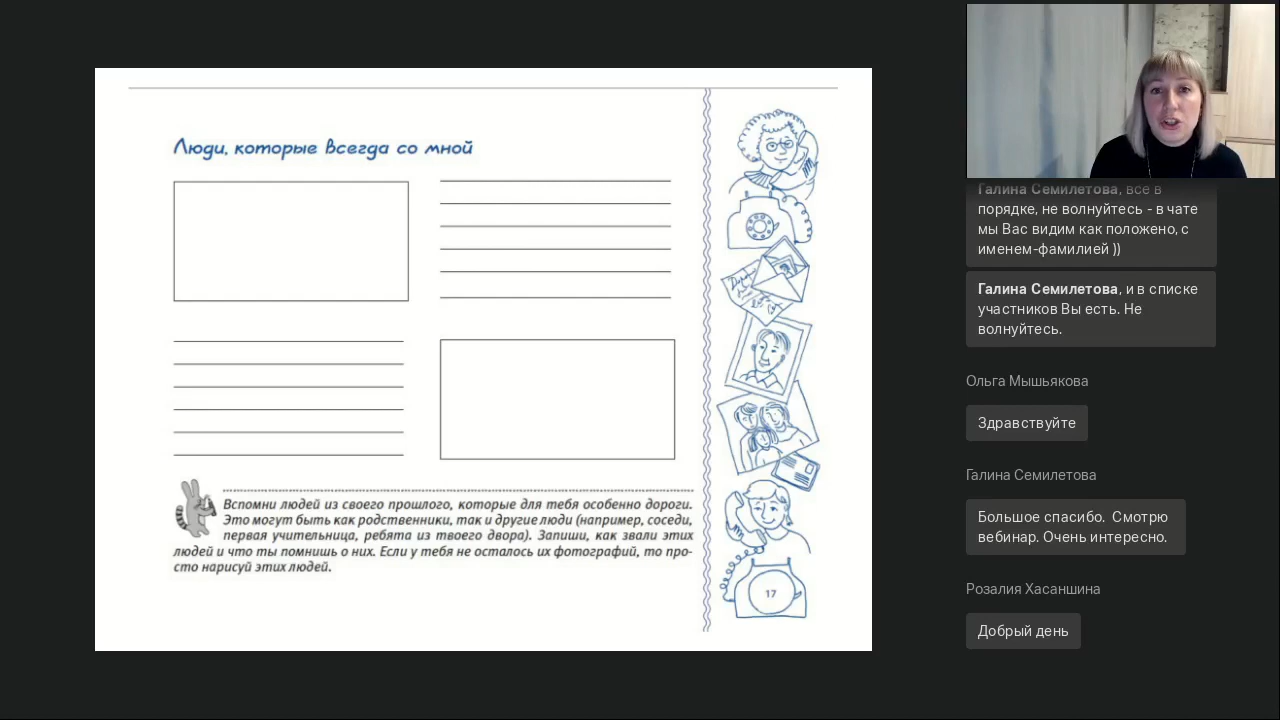 Люди, которые всегда со мной
Вспомни людей из своего прошлого, которые для тебя особенно дороги.
Это могут быть как родственники, так и другие люди (например, соседи,
первая учительница, ребята из твоего двора). Запиши, как звали этих
людей и что ты помнишь о них. Если у тебя не осталось их фотографий, то про-
сто нарисуй этих людей.
17
Галина Семилетова, все в
порядке, не волнуйтесь - в чате
мы Вас видим как положено, с
именем-фамилией ))
Галина Семилетова, и в списке
участников Вы есть. Не
волнуйтесь.
Ольга Мышьякова
Здравствуйте
Галина Семилетова
Большое спасибо. Смотрю
вебинар. Очень интересно.
Розалия Хасаншина
Добрый день